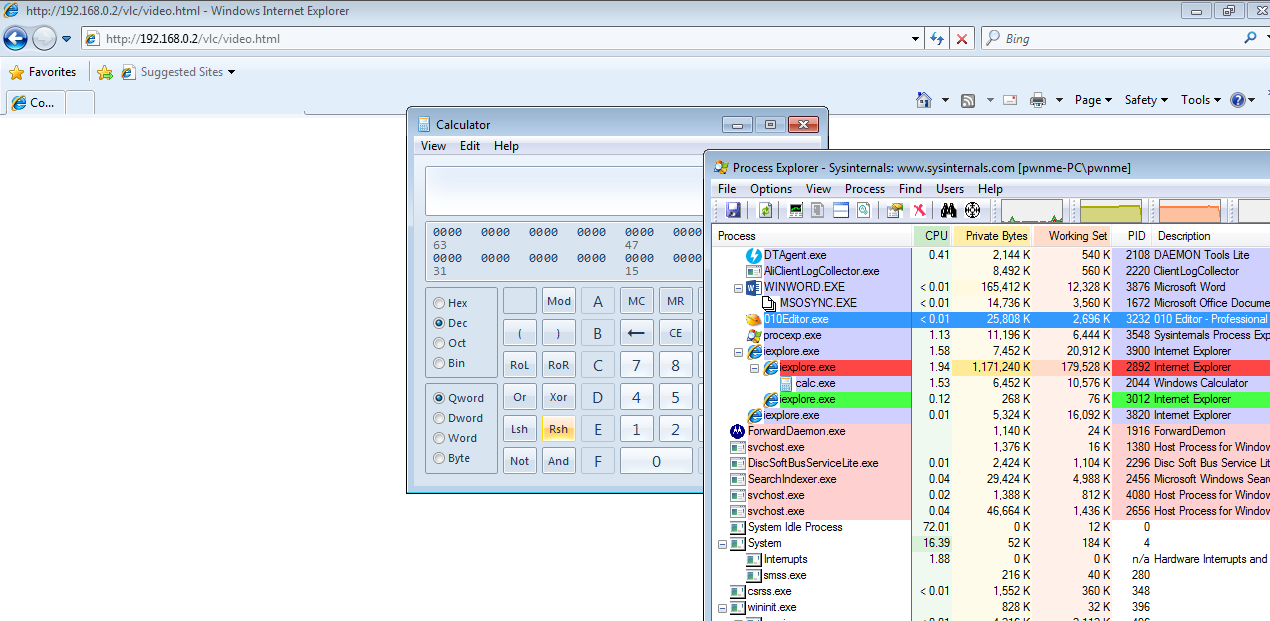 http://192.168.0.2/vlc/video.html - Windows Internet Explorer
http://192.168.0.2/vlc/video.html
Bing
Favorites
Suggested Sites
Co...
Page
Safety
Tools
Calculator
View Edit Help
0000 0000 0000 0000 0000 0000
63 47
0000 0000 0000 0000 0000 0000
31 15
Hex
Dec
Oct
Bin
Qword
Dword
Word
Byte
Mod A MC MR
( ) B ← CE
RoL RoR C 7 8
Or Xor D 4 5
Lsh Rsh E 1 2
Not And F 0
Process Explorer - Sysinternals: www.sysinternals.com [pwnme-PC\pwnme]
File Options View Process Find Users Help
Process CPU Private Bytes Working Set PID Description
DTAgent.exe 0.41 2,144 K 540 K 2108 DAEMON Tools Lite
AliClientLogCollector.exe 8,492 K 560 K 2220 ClientLogCollector
WINWORD.EXE < 0.01 165,412 K 12,328 K 3876 Microsoft Word
MSOSYNC.EXE < 0.01 14,736 K 3,560 K 1672 Microsoft Office Docume
010Editor.exe < 0.01 25,808 K 2,696 K 3232 010 Editor - Professional
procexp.exe 1.13 11,196 K 6,444 K 3548 Sysinternals Process Exp
iexplore.exe 1.58 7,452 K 20,912 K 3900 Internet Explorer
iexplore.exe 1.94 1,171,240 K 179,528 K 2892 Internet Explorer
calc.exe 1.53 6,452 K 10,576 K 2044 Windows Calculator
iexplore.exe 0.12 268 K 76 K 3012 Internet Explorer
iexplore.exe 0.01 5,324 K 16,092 K 3820 Internet Explorer
ForwardDaemon.exe 1,140 K 24 K 1916 ForwardDemon
svchost.exe 1,376 K 16 K 1380 Host Process for Window
DiscSoftBusServiceLite.exe 0.01 2,424 K 1,104 K 2296 Disc Soft Bus Service Lit
SearchIndexer.exe 0.04 29,424 K 4,988 K 2456 Microsoft Windows Sear
svchost.exe 0.02 1,388 K 812 K 4080 Host Process for Window
svchost.exe 0.04 46,664 K 1,436 K 2656 Host Process for Window
System Idle Process 72.01 0 K 12 K 0
System 16.39 52 K 184 K 4
Interrupts 1.88 0 K 0 K n/a Hardware Interrupts and
smss.exe 216 K 40 K 280
csrss.exe < 0.01 1,552 K 360 K 348
wininit.exe 828 K 32 K 396